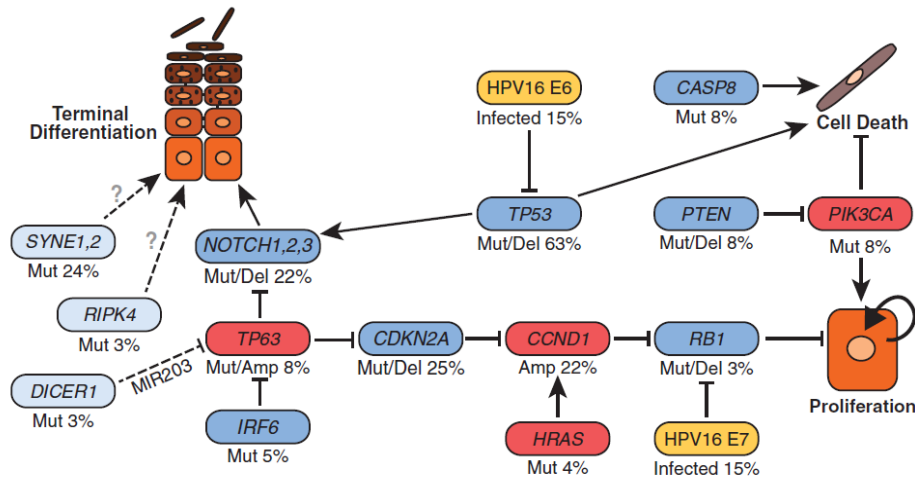 Terminal
Differentiation
HPV16 E6
Infected 15%
CASP8
Mut 8%
Cell Death
?
?
SYNE1,2
Mut 24%
NOTCH1,2,3
Mut/Del 22%
TP53
Mut/Del 63%
PTEN
Mut/Del 8%
PIK3CA
Mut 8%
RIPK4
Mut 3%
TP63
Mut/Amp 8%
CDKN2A
Mut/Del 25%
CCND1
Amp 22%
RB1
Mut/Del 3%
DICER1
Mut 3%
MIR203
IRF6
Mut 5%
HRAS
Mut 4%
HPV16 E7
Infected 15%
Proliferation